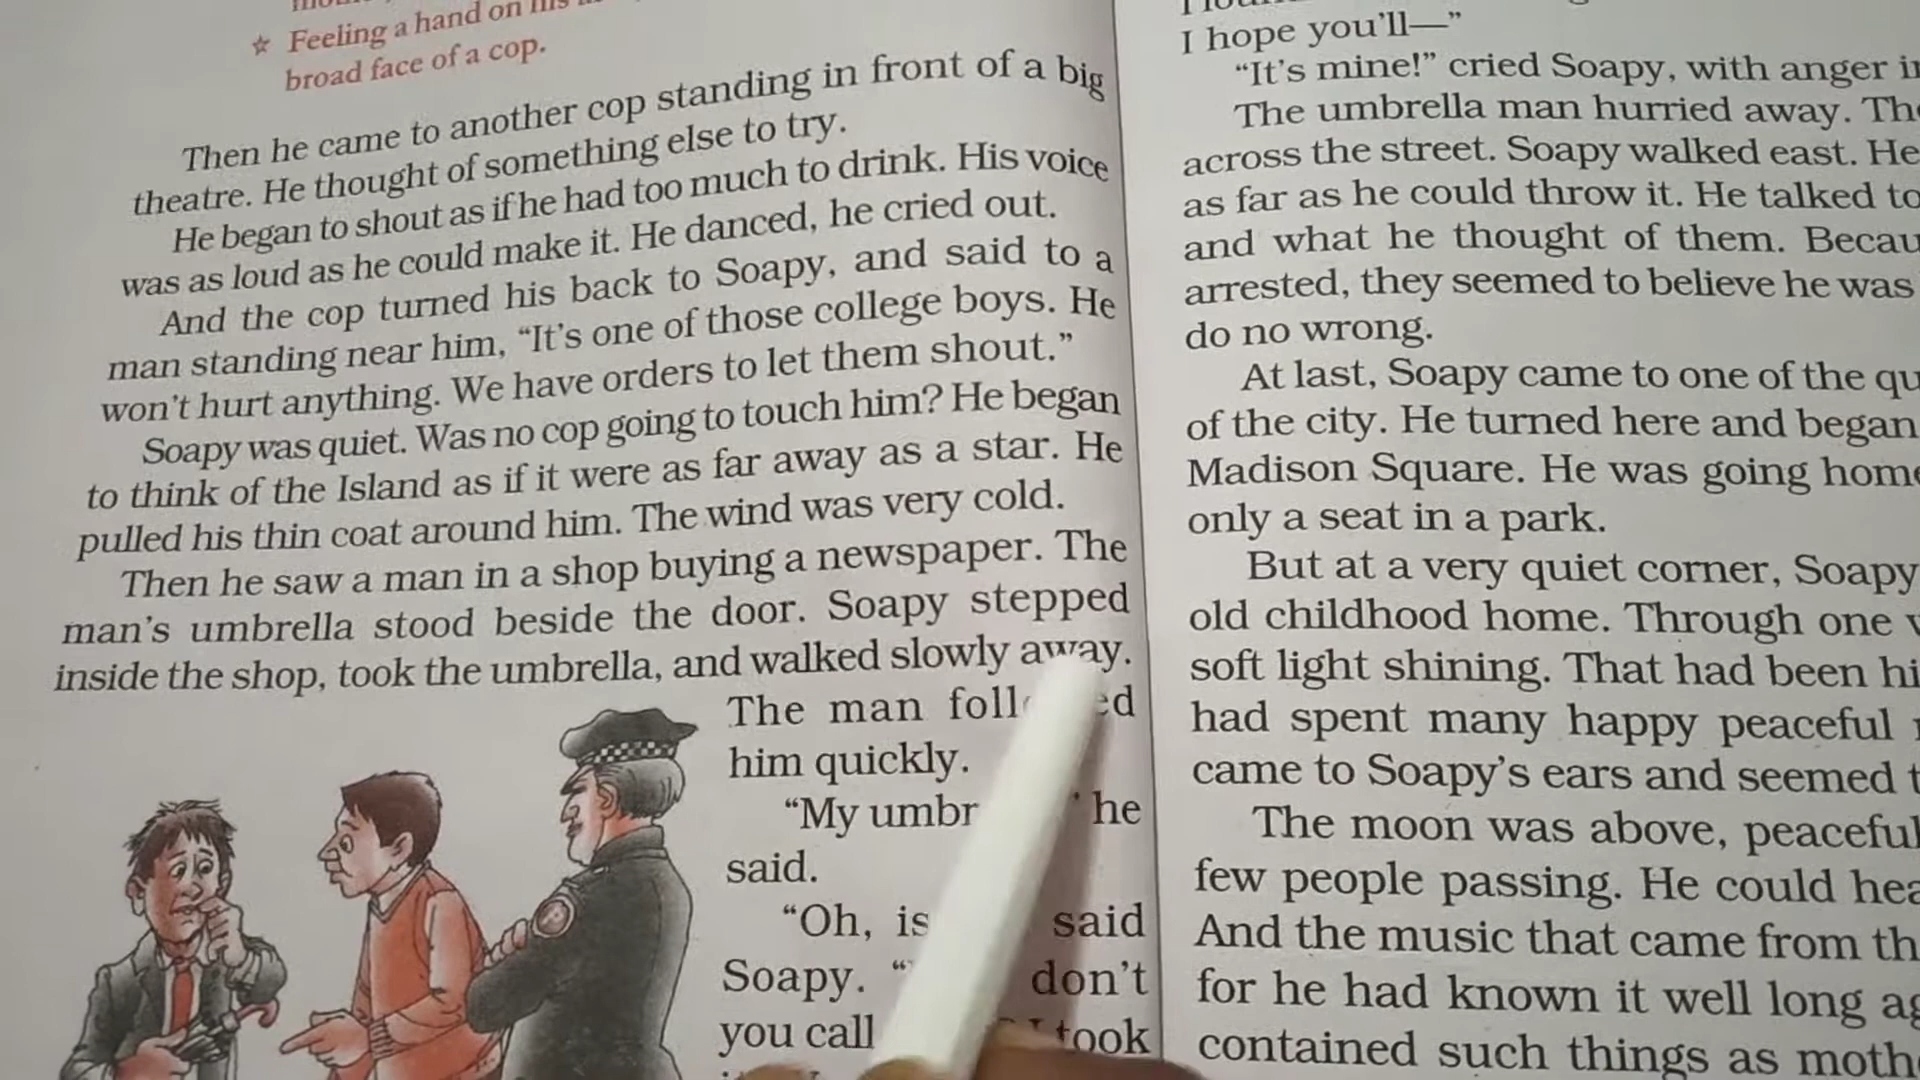 ☆ Feeling a hand on his
broad face of a cop.
Then he came to another cop standing in front of a big
theatre. He thought of something else to try.
He began to shout as if he had too much to drink. His voice
was as loud as he could make it. He danced, he cried out.
And the cop turned his back to Soapy, and said to a
man standing near him, “It’s one of those college boys. He
won’t hurt anything. We have orders to let them shout.”
Soapy was quiet. Was no cop going to touch him? He began
to think of the Island as if it were as far away as a star. He
pulled his thin coat around him. The wind was very cold.
Then he saw a man in a shop buying a newspaper. The
man’s umbrella stood beside the door. Soapy stepped
inside the shop, took the umbrella, and walked slowly away.
The man
him quickly.
“My he
said.
“Oh, said
Soapy. don’t
you call took
I hope you’ll—”
“It’s mine!” cried Soapy, with anger
The umbrella man hurried away.
across the street. Soapy walked east. He
as far as he could throw it. He talked to
and what he thought of them.
arrested, they seemed to believe he was
do no wrong.
At last, Soapy came to one of the
of the city. He turned here and began
Madison Square. He was going home
only a seat in a park.
But at a very quiet corner, Soapy
old childhood home. Through one
soft light shining. That had been
had spent many happy peaceful
came to Soapy’s ears and seemed
The moon was above, peaceful
few people passing. He could
And the music that came from
for he had known it well long
contained such things as